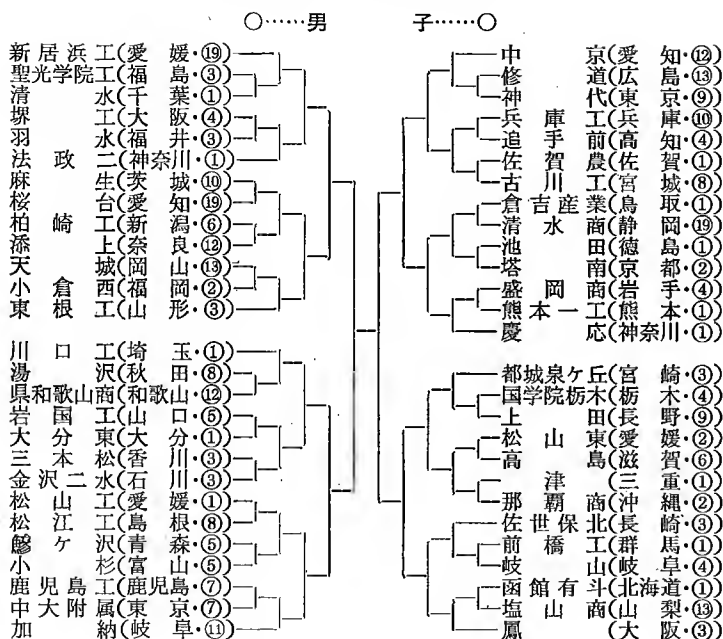 ○……男　子……○
新居浜工(愛媛・⑲)
聖光学院工(福島・③)
清水(千葉・①)
堺工(大阪・④)
羽水(福井・③)
法政二(神奈川・①)
麻生(茨城・⑩)
桜台(愛知・⑲)
柏崎工(新潟・⑥)
添上(奈良・⑫)
天城(岡山・⑬)
小倉西(福岡・②)
東根工(山形・③)
川口工(埼玉・①)
湯沢(秋田・⑧)
県和歌山商(和歌山・⑫)
岩国工(山口・⑤)
大分東(大分・①)
三本松(香川・③)
金沢二水(石川・③)
松山工(愛媛・①)
松江工(島根・⑧)
鰺ケ沢(青森・⑤)
小杉(富山・⑤)
鹿児島工(鹿児島・⑦)
中大附属(東京・⑦)
加納(岐阜・⑪)
中京(愛知・⑫)
修道(広島・⑬)
神代(東京・⑨)
兵庫工(兵庫・⑩)
追手前(高知・④)
佐賀農(佐賀・①)
古川工(宮城・⑧)
倉吉産業(鳥取・①)
清水商(静岡・⑲)
池田(徳島・①)
塔南(京都・②)
盛岡商(岩手・④)
熊本一工(熊本・①)
慶応(神奈川・①)
都城泉ケ丘(宮崎・③)
国学院栃木(栃木・④)
上田(長野・⑨)
松山東(愛媛・②)
高島(滋賀・⑥)
津(三重・①)
那覇商(沖縄・②)
佐世保北(長崎・③)
前橋工(群馬・①)
岐山(岐阜・④)
函館有斗(北海道・①)
塩山商(山梨・⑬)
鳳(大阪・③)